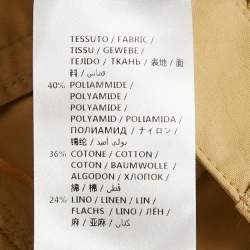 TESSUTO / FABRIC /
TISSU / GEWEBE /
TEJIDO / ТКАНЬ / 表地 / 面
料 / قماش /
40% POLIAMMIDE /
POLYAMIDE /
POLYAMIDE /
POLYAMID / POLIAMIDA /
ПОЛИАМИД / ナイロン /
锦纶 / بولي أميد /
36% COTONE / COTTON /
COTON / BAUMWOLLE /
ALGODON / ХЛОПОК /
綿 / 棉 / قطن /
24% LINO / LINEN / LIN /
FLACHS / LINO / ЛЁН /
麻 / 亚麻 / كتان /